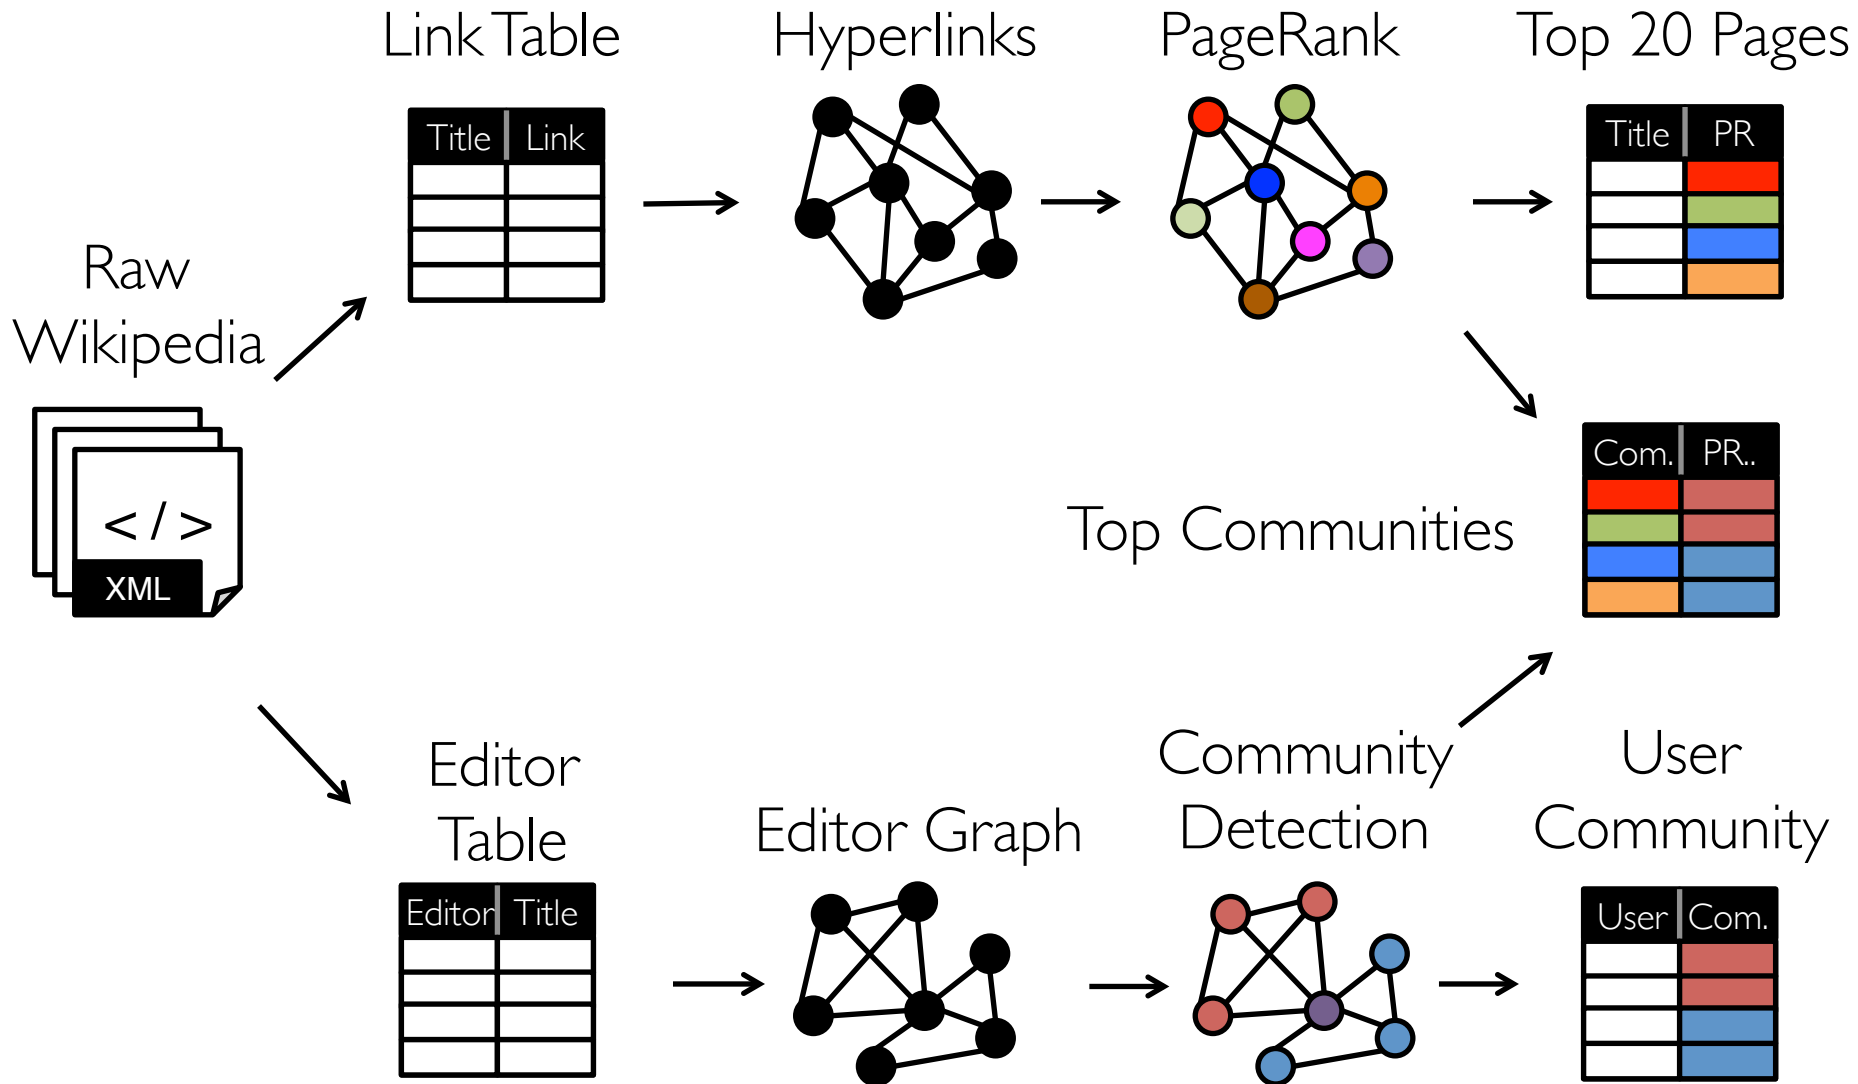 Link Table
Hyperlinks
PageRank
Top 20 Pages
Title Link
Title PR
Raw
Wikipedia
</>
XML
Com. PR..
Top Communities
Editor
Table
Editor Graph
Community
Detection
User
Community
Editor Title
User Com.